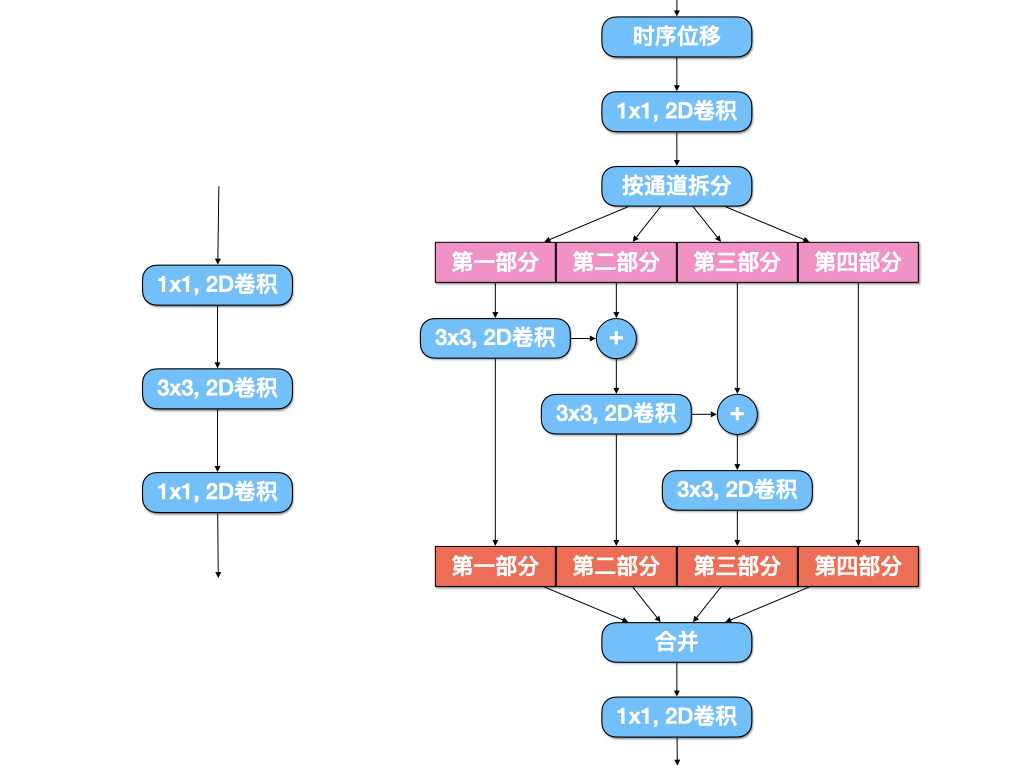 时序位移
1x1, 2D卷积
按通道拆分
第一部分 第二部分 第三部分 第四部分
1x1, 2D卷积
3x3, 2D卷积 +
3x3, 2D卷积
3x3, 2D卷积 +
1x1, 2D卷积
3x3, 2D卷积
第一部分 第二部分 第三部分 第四部分
合并
1x1, 2D卷积